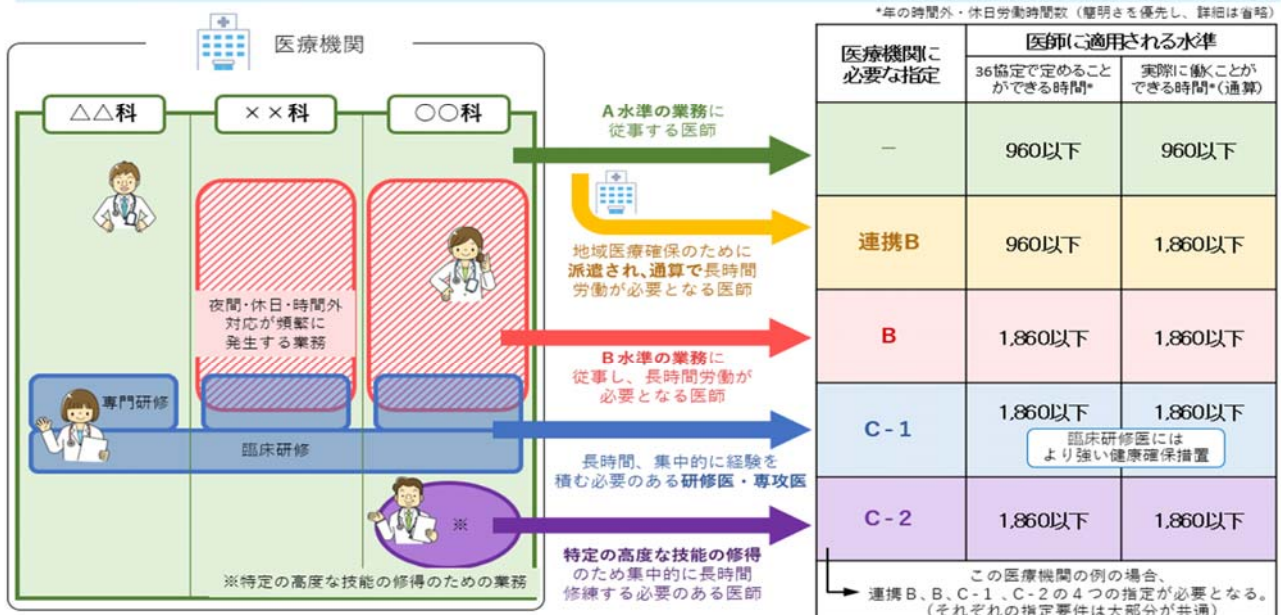 *年の時間外・休日労働時間数（簡明さを優先し、詳細は省略）
医療機関
△△科
××科
○○科
夜間・休日・時間外
対応が頻繁に
発生する業務
専門研修
臨床研修
※
※特定の高度な技能の修得のための業務
A水準の業務に
従事する医師
地域医療確保のために
派遣され、通算で長時間
労働が必要となる医師
B水準の業務に
従事し、長時間労働が
必要となる医師
長時間、集中的に経験を
積む必要のある研修医・専攻医
特定の高度な技能の修得
のため集中的に長時間
修練する必要のある医師
医療機関に
必要な指定
医師に適用される水準
36協定で定めること
ができる時間*
実際に働くことが
できる時間*(通算)
－ 960以下 960以下
連携B 960以下 1,860以下
B 1,860以下 1,860以下
C-1 1,860以下 1,860以下
臨床研修医には
より強い健康確保措置
C-2 1,860以下 1,860以下
この医療機関の例の場合、
連携B、B、C-1、C-2の4つの指定が必要となる。
（それぞれの指定要件は大部分が共通）